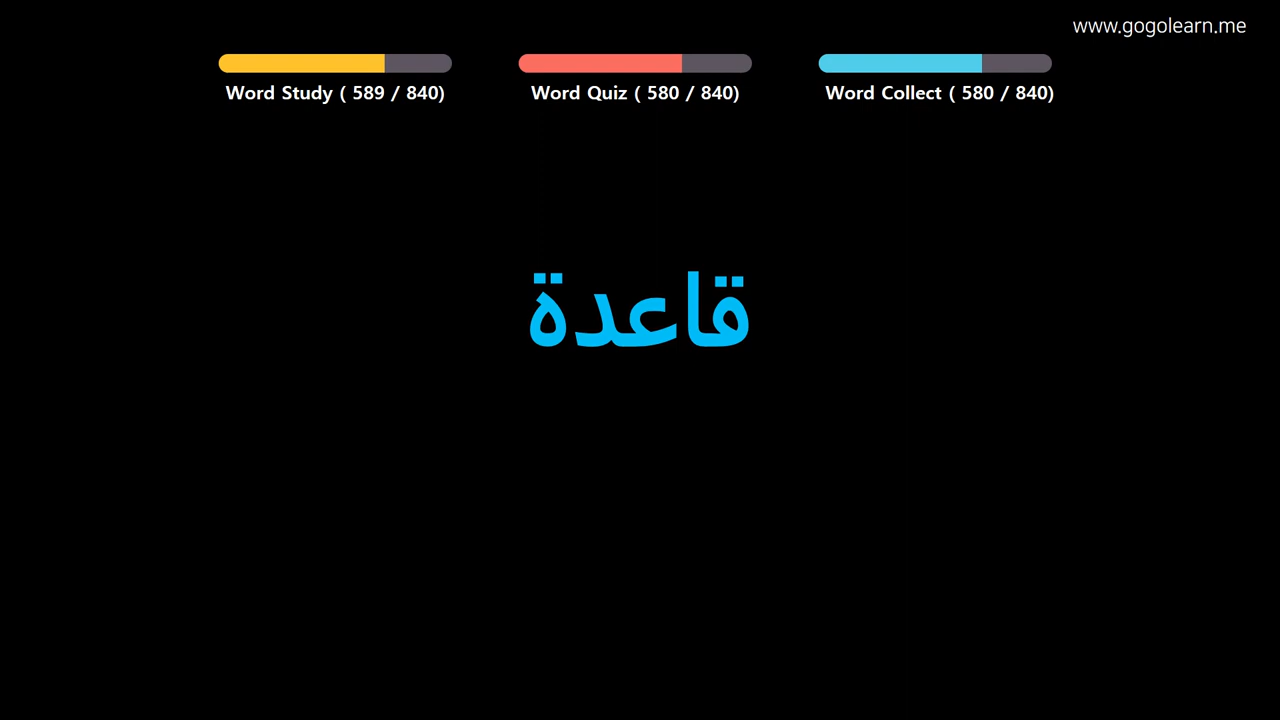 www.gogolearn.me
Word Study ( 589 / 840)
Word Quiz ( 580 / 840)
Word Collect ( 580 / 840)
قاعدة